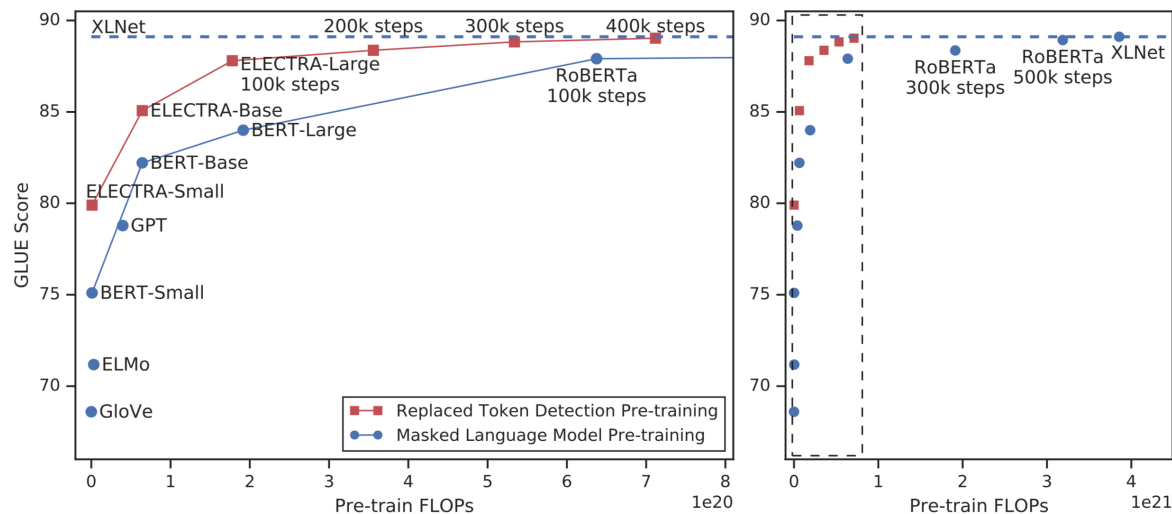 90
85
80
75
70
GLUE Score
XLNet
200k steps
300k steps
400k steps
ELECTRA-Large
100k steps
RoBERTa
100k steps
ELECTRA-Base
BERT-Large
BERT-Base
ELECTRA-Small
GPT
BERT-Small
ELMo
GloVe
Replaced Token Detection Pre-training
Masked Language Model Pre-training
0 1 2 3 4 5 6 7 8
1e20
Pre-train FLOPs
90
85
80
75
70
RoBERTa
300k steps
RoBERTa
500k steps
XLNet
0 1 2 3 4
1e21
Pre-train FLOPs